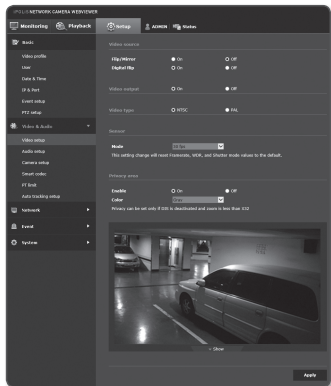 iPOLiS NETWORK CAMERA WEBVIEWER
Monitoring Playback Setup ADMIN Status
Basic
Video profile
User
Date & Time
IP & Port
Event setup
PTZ setup
Video & Audio
Video setup
Audio setup
Camera setup
Smart codec
PT limit
Auto tracking setup
Network
Event
System
Video source
Flip/Mirror On Off
Digital flip On Off
Video output On Off
Video type NTSC PAL
Sensor
Mode
This setting change will reset Framerate, WDR, and Shutter mode values to the default.
Privacy area
Enable On Off
Color Gray
Privacy can be set only if DIS is deactivated and zoom is less than X32
Show
Apply